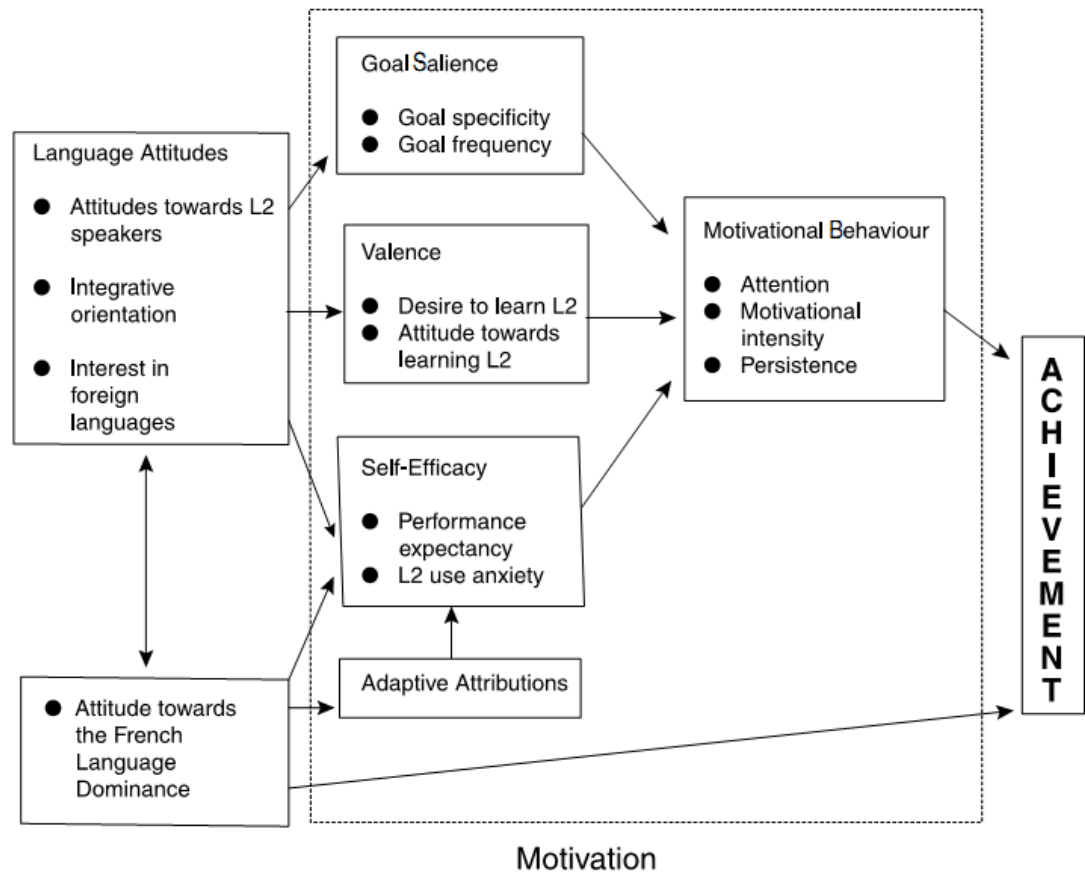 Goal Salience
● Goal specificity
● Goal frequency
Language Attitudes
● Attitudes towards L2
speakers
● Integrative
orientation
● Interest in
foreign
languages
Valence
● Desire to learn L2
● Attitude towards
learning L2
Motivational Behaviour
● Attention
● Motivational
intensity
● Persistence
Self-Efficacy
● Performance
expectancy
● L2 use anxiety
Adaptive Attributions
● Attitude towards
the French
Language
Dominance
ACHIEVEMENT
Motivation